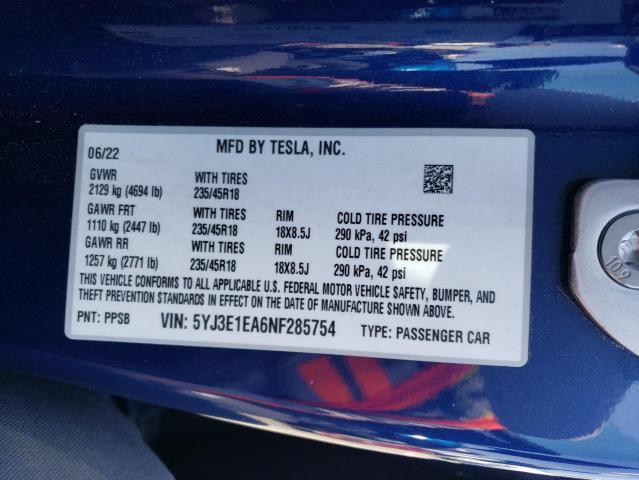 MFD BY TESLA, INC.
06/22
GVWR WITH TIRES
2129 kg (4694 lb) 235/45R18
GAWR FRT WITH TIRES RIM COLD TIRE PRESSURE
1110 kg (2447 lb) 235/45R18 18X8.5J 290 kPa, 42 psi
GAWR RR WITH TIRES RIM COLD TIRE PRESSURE
1257 kg (2771 lb) 235/45R18 18X8.5J 290 kPa, 42 psi
THIS VEHICLE CONFORMS TO ALL APPLICABLE U.S. FEDERAL MOTOR VEHICLE SAFETY, BUMPER, AND
THEFT PREVENTION STANDARDS IN EFFECT ON THE DATE OF MANUFACTURE SHOWN ABOVE.
PNT: PPSB VIN: 5YJ3E1EA6NF285754 TYPE: PASSENGER CAR
10.9